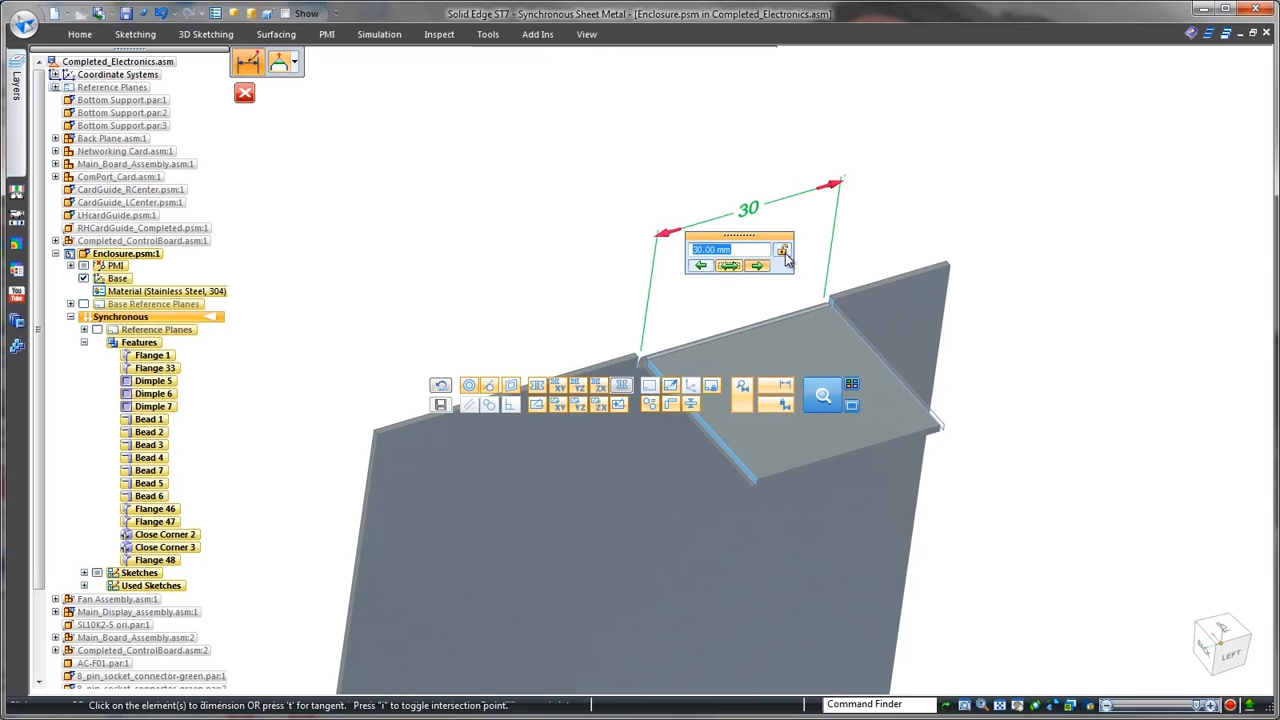 Show
Solid Edge ST7 - Synchronous Sheet Metal - [Enclosure.psm in Completed_Electronics.asm]
Home
Sketching
3D Sketching
Surfacing
PMI
Simulation
Inspect
Tools
Add Ins
View
Layers
Completed_Electronics.asm
Coordinate Systems
Reference Planes
Bottom Support.par:1
Bottom Support.par:2
Bottom Support.par:3
Back Plane.asm:1
Networking Card.asm:1
Main_Board_Assembly.asm:1
ComPort_Card.asm:1
CardGuide_RCenter.psm:1
CardGuide_LCenter.psm:1
LHcardGuide.psm:1
RHCardGuide_Completed.psm:1
Completed_ControlBoard.asm:1
Enclosure.psm:1
PMI
Base
Material (Stainless Steel, 304)
Base Reference Planes
Synchronous
Reference Planes
Features
Flange 1
Flange 33
Dimple 5
Dimple 6
Dimple 7
Bead 1
Bead 2
Bead 3
Bead 4
Bead 7
Bead 5
Bead 6
Flange 46
Flange 47
Close Corner 2
Close Corner 3
Flange 48
Sketches
Used Sketches
Fan Assembly.asm:1
Main_Display_assembly.asm:1
SL10K2-5 ori.par:1
Main_Board_Assembly.asm:2
Completed_ControlBoard.asm:2
AC-F01.par:1
8_pin_socket_connector-green.par:1
30
30.00 mm
XY
YZ
ZX
XY
YZ
ZX
LEFT
Click on the element(s) to dimension OR press 't' for tangent. Press 'I' to toggle intersection point.
Command Finder